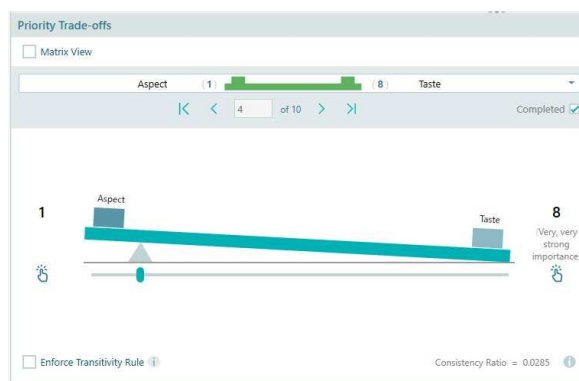 Priority Trade-offs
Matrix View
Aspect (1) (8) Taste
4 of 10 Completed
Aspect
Taste
1 8
(Very, very
strong
importance
Enforce Transitivity Rule i
Consistency Ratio = 0.0285 i